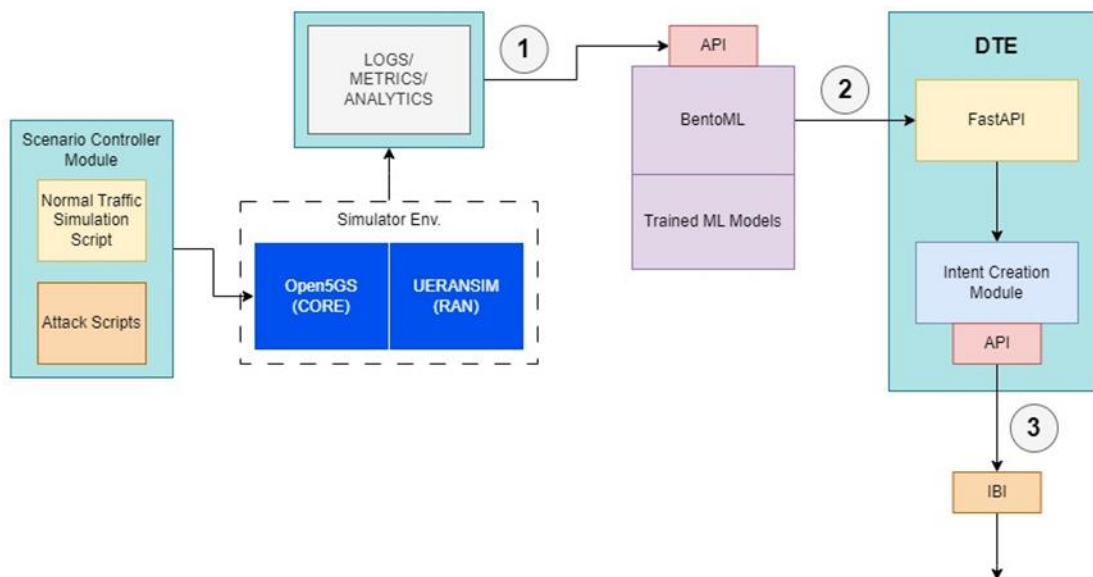 Scenario Controller
Module
Normal Traffic
Simulation
Script
Attack Scripts
LOGS/
METRICS/
ANALYTICS
Simulator Env.
Open5GS
(CORE)
UERANSIM
(RAN)
1
API
BentoML
Trained ML Models
2
DTE
FastAPI
Intent Creation
Module
API
3
IBI